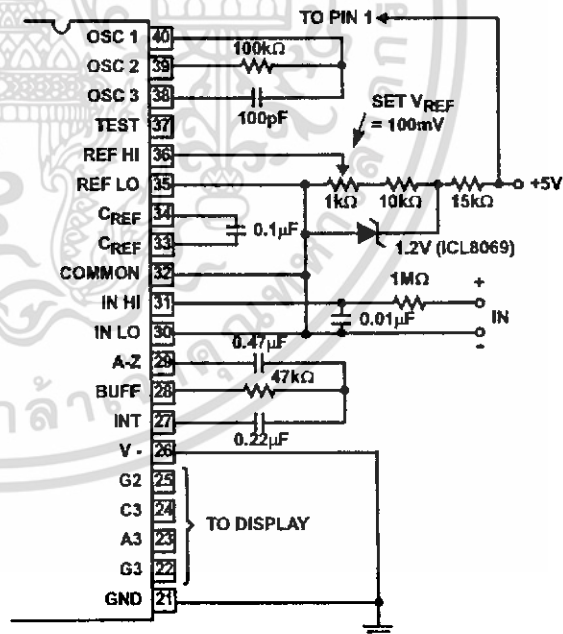 TO PIN 1
OSC 1 40
100kΩ
OSC 2 39
OSC 3 38
100pF
SET VREF
= 100mV
TEST 37
REF HI 36
REF LO 35
1kΩ 10kΩ 15kΩ
+5V
CREF 34
0.1µF
1.2V (ICL8069)
CREF 33
COMMON 32
1MΩ
+
IN HI 31
0.01µF
IN
IN LO 30
-
0.47µF
A-Z 29
47kΩ
BUFF 28
INT 27
0.22µF
V - 26
G2 25
C3 24
TO DISPLAY
A3 23
G3 22
GND 21